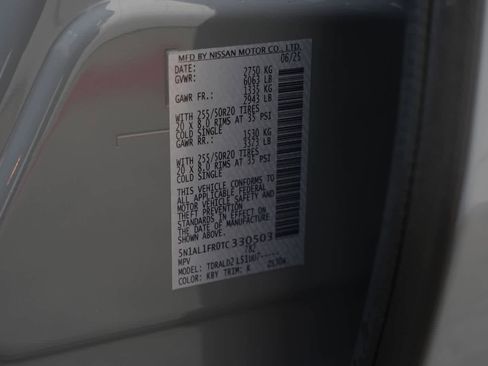 MFD BY NISSAN MOTOR CO., LTD.
DATE: 06/25
GVWR: 2750 KG
6063 LB
GAWR FR.: 1335 KG
2943 LB
WITH 255/50R20 TIRES
20 X 8.0 RIMS AT 35 PSI
COLD SINGLE
GAWR RR.: 1530 KG
3373 LB
WITH 255/50R20 TIRES
20 X 8.0 RIMS AT 35 PSI
COLD SINGLE
THIS VEHICLE CONFORMS TO
ALL APPLICABLE FEDERAL
MOTOR VEHICLE SAFETY AND
THEFT PREVENTION
STANDARDS IN EFFECT ON
THE DATE OF MANUFACTURE
SHOWN ABOVE.
5N1AL1FR0TC330503
MPV
MODEL:
COLOR: KBY TRIM: K